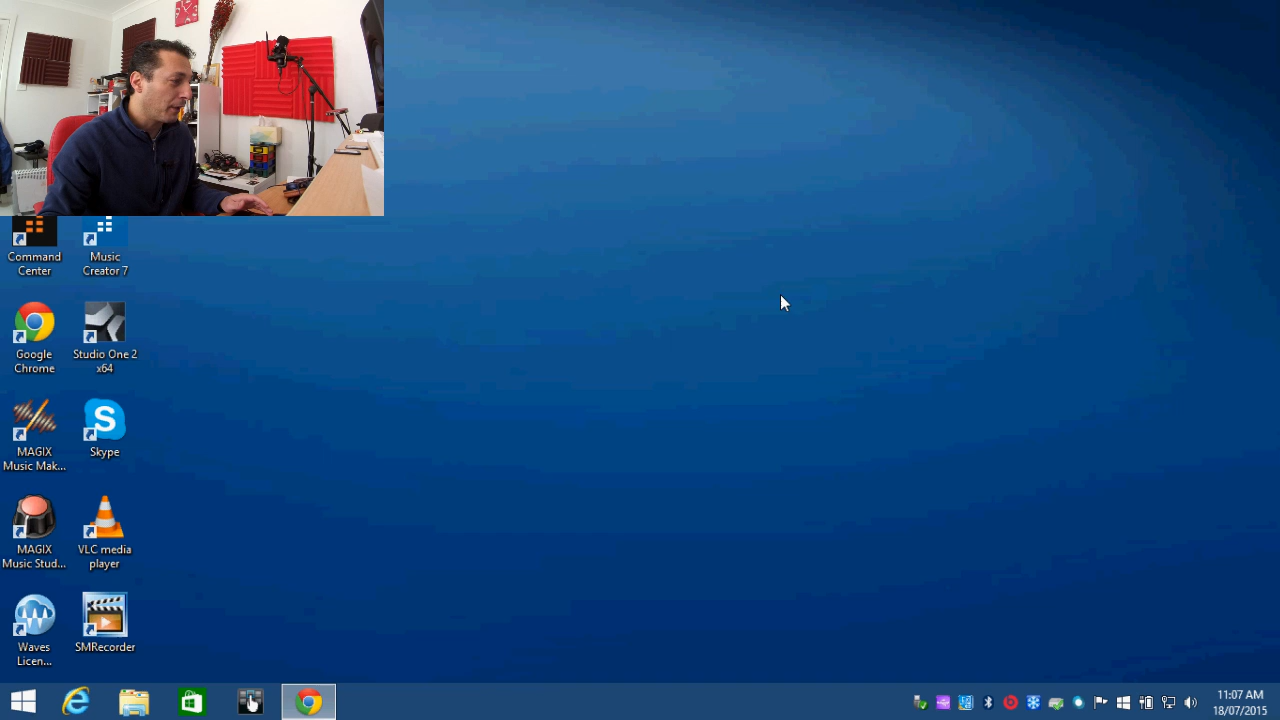 Command
Center
Music
Creator 7
Google
Chrome
Studio One 2
x64
MAGIX
Music Mak...
Skype
MAGIX
Music Stud...
VLC media
player
Waves
Licen...
SMRecorder
11:07 AM
18/07/2015